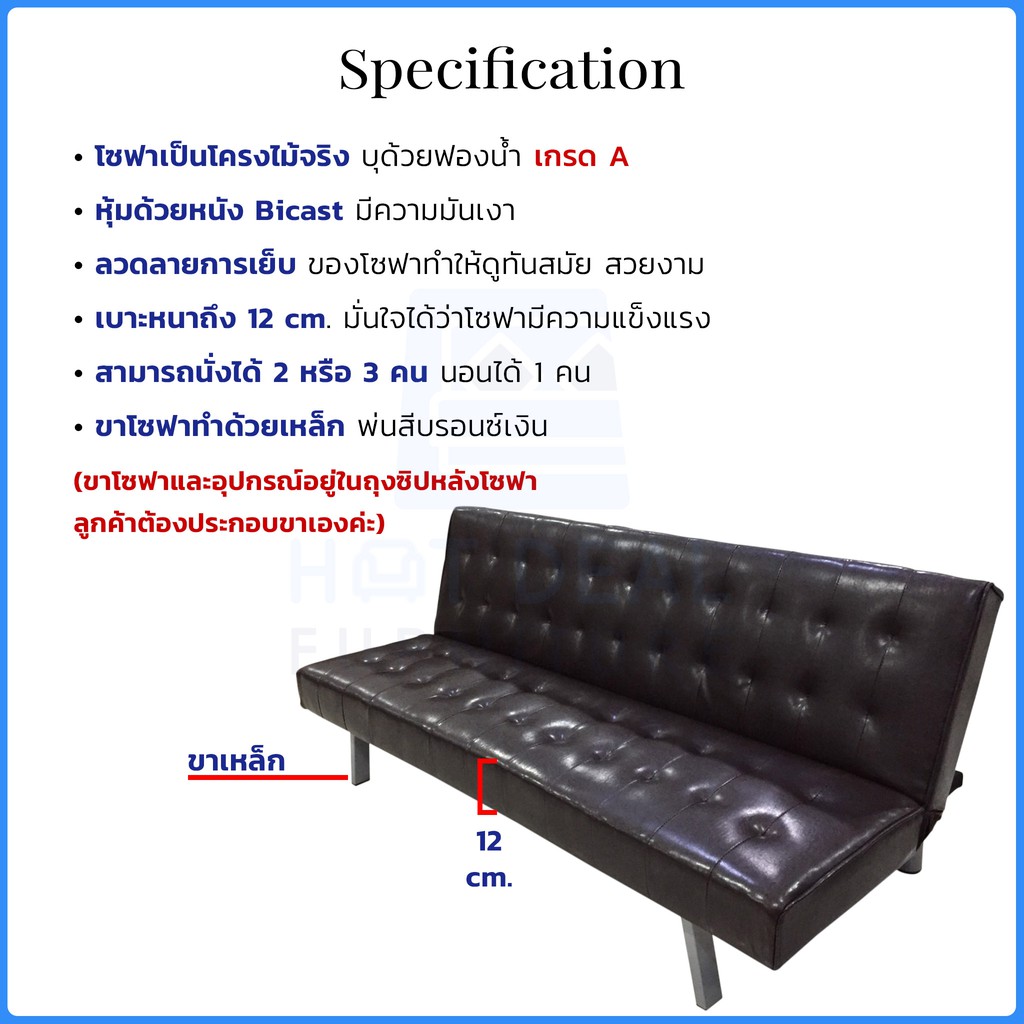 Specification
• โซฟาเป็นโครงไม้จริง บุด้วยฟองน้ำ เกรด A
• หุ้มด้วยหนัง Bicast มีความมันเงา
• ลวดลายการเย็บ ของโซฟาทำให้ดูทันสมัย สวยงาม
• เบาะหนาถึง 12 cm. มั่นใจได้ว่าโซฟามีความแข็งแรง
• สามารถนั่งได้ 2 หรือ 3 คน นอนได้ 1 คน
• ขาโซฟาทำด้วยเหล็ก พ่นสีบรอนซ์เงิน
(ขาโซฟาและอุปกรณ์อยู่ในถุงซิปหลังโซฟา
ลูกค้าต้องประกอบขาเองค่ะ)
HOT DEAL
ขาเหล็ก
12
cm.